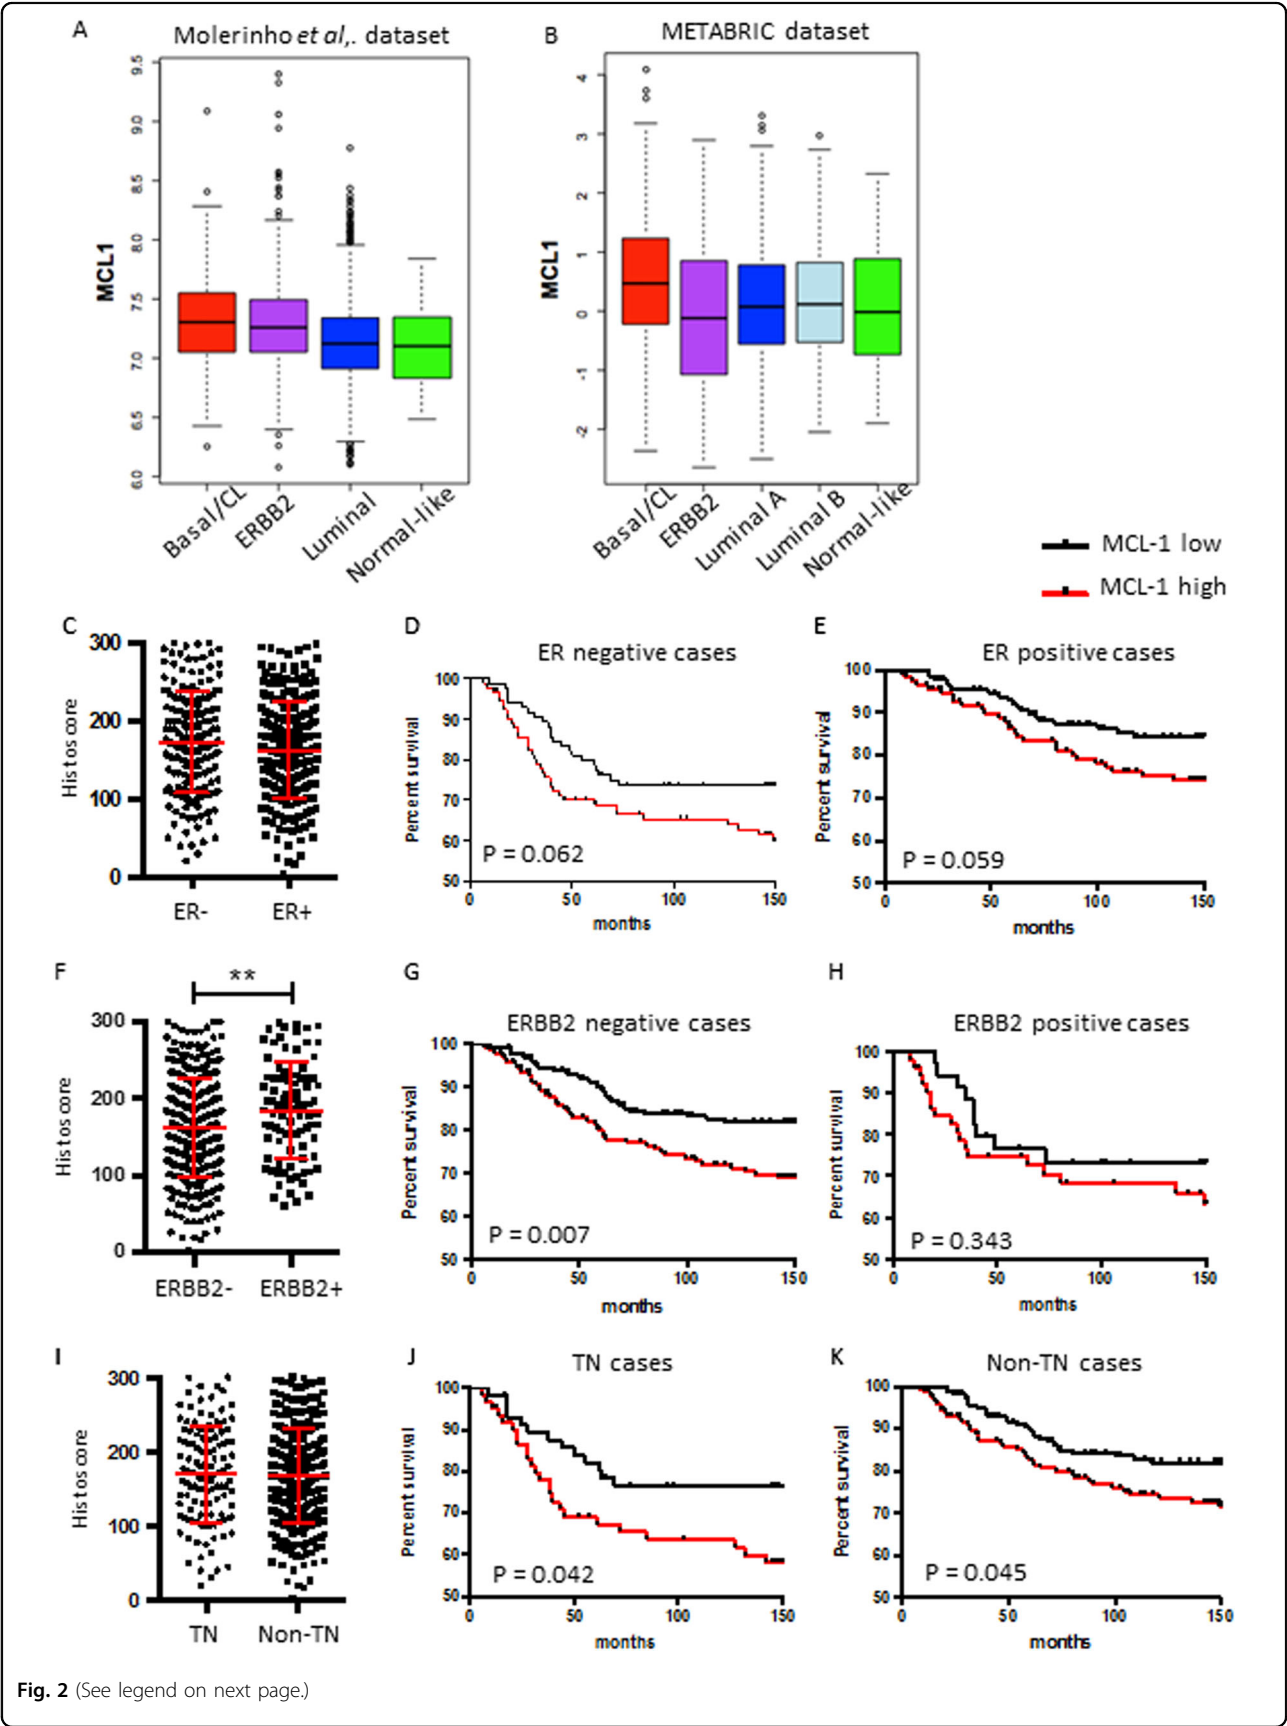 A
Molerinho et al,. dataset
MCL1
9.5
9.0
8.5
8.0
7.5
7.0
6.5
6.0
Basal/CL
ERBB2
Luminal
Normal-like
B
METABRIC dataset
MCL1
4
3
2
1
0
-1
-2
Basal/CL
ERBB2
Luminal A
Luminal B
Normal-like
MCL-1 low
MCL-1 high
C
Histoscore
300
200
100
0
ER-
ER+
D
ER negative cases
Percent survival
100
90
80
70
60
50
P = 0.062
0
50
100
150
months
E
ER positive cases
Percent survival
100
90
80
70
60
50
P = 0.059
0
50
100
150
months
F
**
Histoscore
300
200
100
0
ERBB2-
ERBB2+
G
ERBB2 negative cases
Percent survival
100
90
80
70
60
50
P = 0.007
0
50
100
150
months
H
ERBB2 positive cases
Percent survival
100
90
80
70
60
50
P = 0.343
0
50
100
150
months
I
Histoscore
300
200
100
0
TN
Non-TN
J
TN cases
Percent survival
100
90
80
70
60
50
P = 0.042
0
50
100
150
months
K
Non-TN cases
Percent survival
100
90
80
70
60
50
P = 0.045
0
50
100
150
months
Fig. 2 (See legend on next page.)